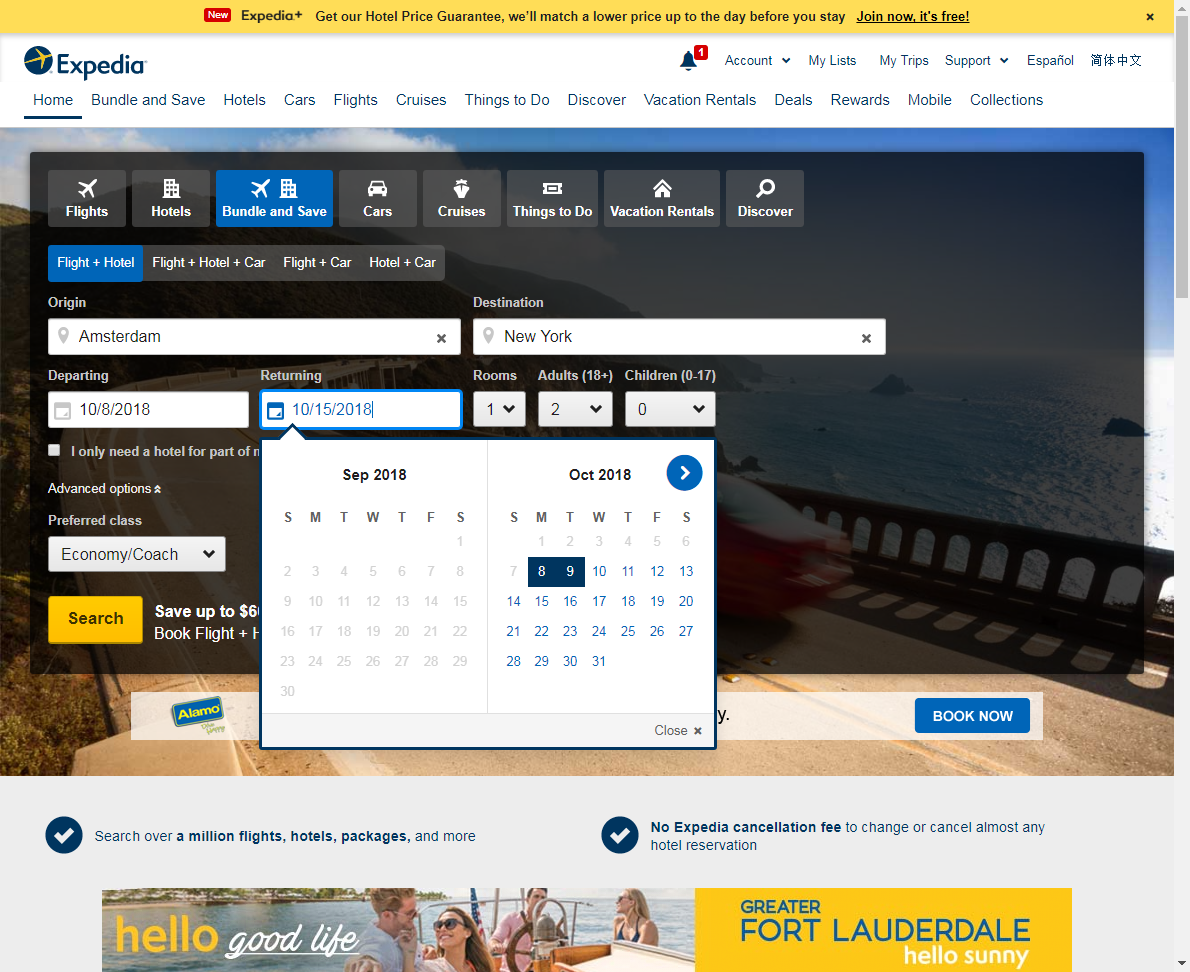 New Expedia+ Get our Hotel Price Guarantee, we'll match a lower price up to the day before you stay Join now, it's free! ×
Expedia
1 Account My Lists My Trips Support Español 简体中文
Home Bundle and Save Hotels Cars Flights Cruises Things to Do Discover Vacation Rentals Deals Rewards Mobile Collections
Flights Hotels Bundle and Save Cars Cruises Things to Do Vacation Rentals Discover
Flight + Hotel Flight + Hotel + Car Flight + Car Hotel + Car
Origin Destination
Amsterdam × New York ×
Departing Returning Rooms Adults (18+) Children (0-17)
10/8/2018 10/15/2018 1 2 0
I only need a hotel for part of m
Advanced options
Preferred class
Economy/Coach
Search
Save up to $6
Book Flight + H
Sep 2018
S M T W T F S
1
2 3 4 5 6 7 8
9 10 11 12 13 14 15
16 17 18 19 20 21 22
23 24 25 26 27 28 29
30
Oct 2018
S M T W T F S
1 2 3 4 5 6
7 8 9 10 11 12 13
14 15 16 17 18 19 20
21 22 23 24 25 26 27
28 29 30 31
Close ×
Alamo
y.
BOOK NOW
Search over a million flights, hotels, packages, and more
No Expedia cancellation fee to change or cancel almost any
hotel reservation
hello good life
GREATER
FORT LAUDERDALE
hello sunny